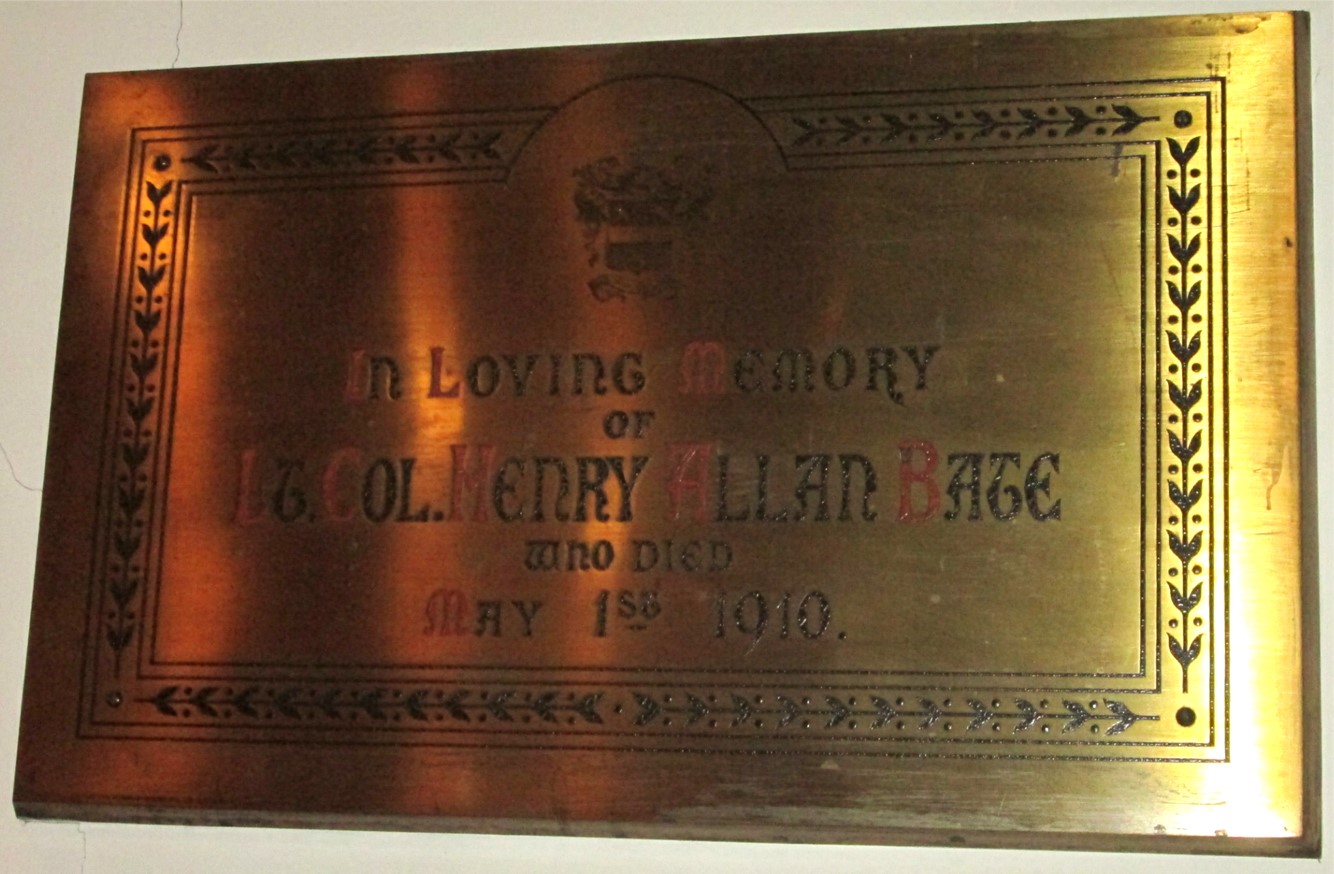 In Loving Memory
of
Lt. Col. Henry Allan Bate
who died
May 1st 1910.